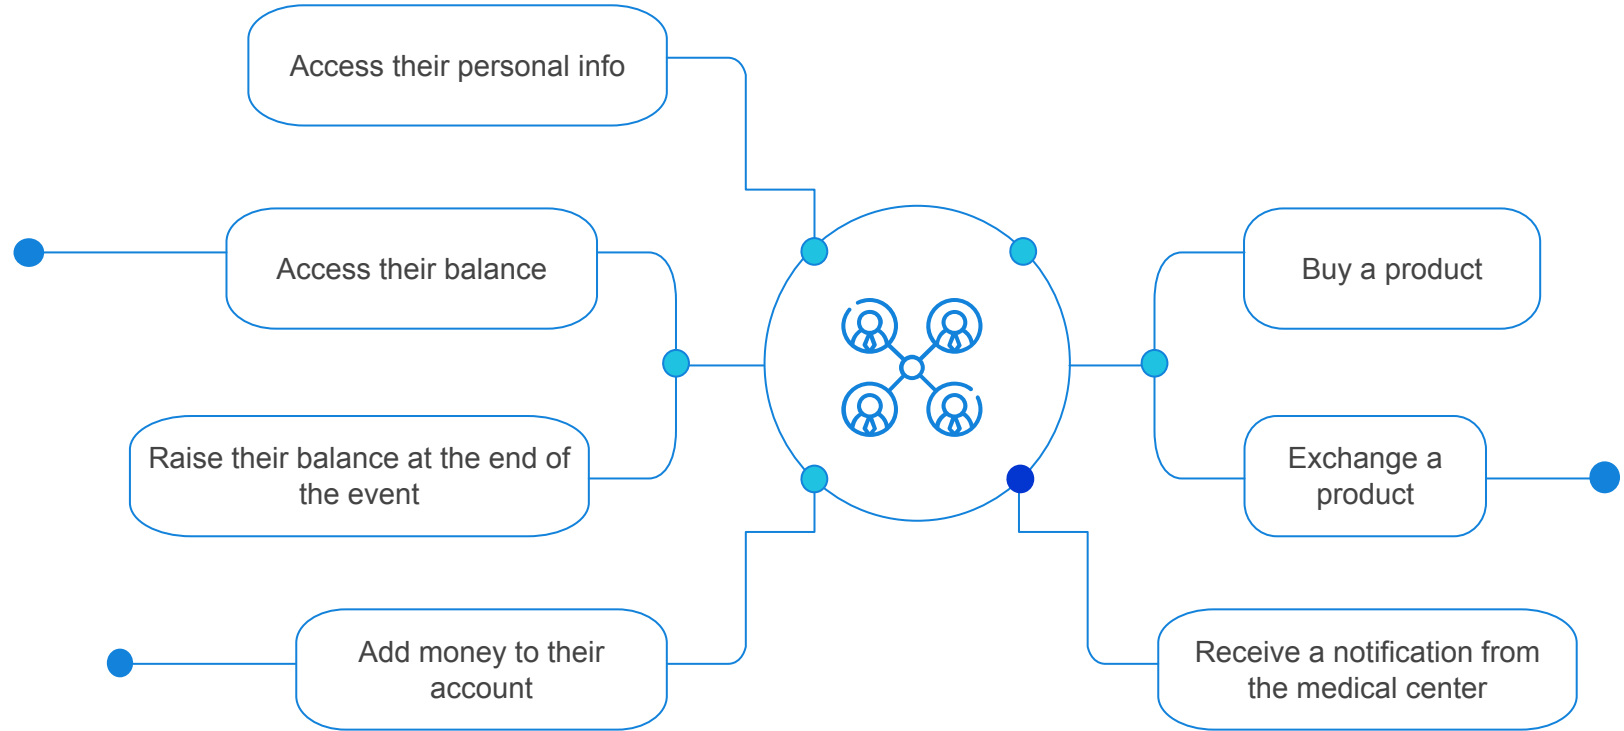 Access their personal info
Access their balance
Raise their balance at the end of
the event
Add money to their
account
Buy a product
Exchange a
product
Receive a notification from
the medical center